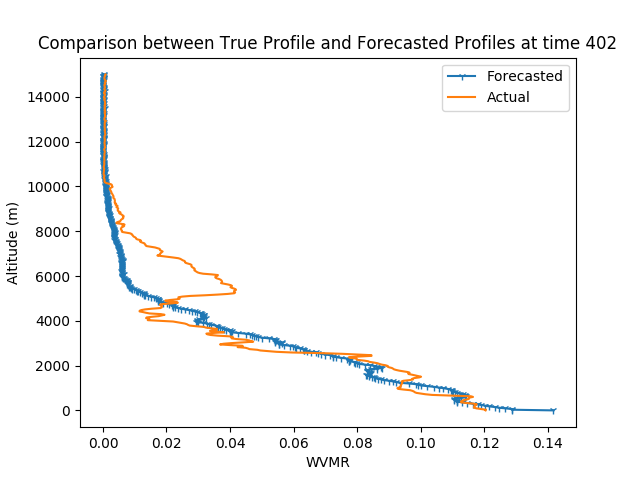 Comparison between True Profile and Forecasted Profiles at time 402
Forecasted
Actual
14000
12000
10000
8000
6000
4000
2000
0
Altitude (m)
0.00 0.02 0.04 0.06 0.08 0.10 0.12 0.14
WVMR